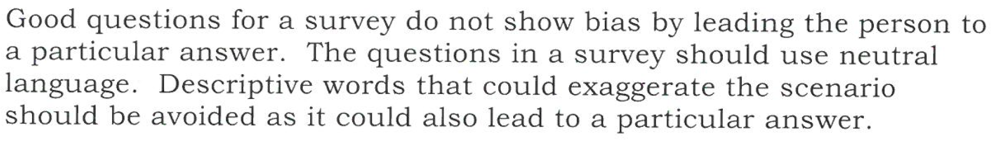 Good questions for a survey do not show bias by leading the person to
a particular answer. The questions in a survey should use neutral
language. Descriptive words that could exaggerate the scenario
should be avoided as it could also lead to a particular answer.